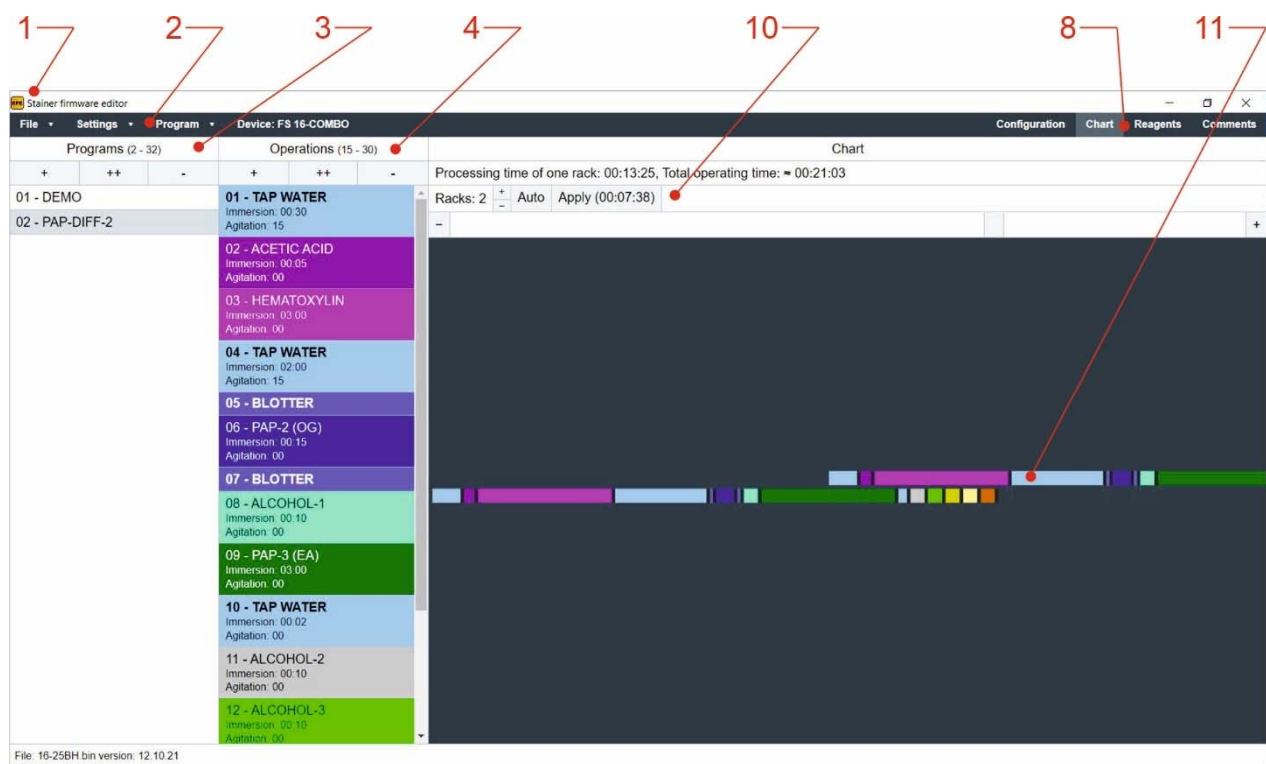 1 2 3 4 10 8 11
Stainer firmware editor
File Settings Program Device: FS 16-COMBO Configuration Chart Reagents Comments
Programs (2 - 32) Operations (15 - 30) Chart
+ ++ - + ++ - Processing time of one rack: 00:13:25, Total operating time: ≈ 00:21:03
01 - DEMO
02 - PAP-DIFF-2
01 - TAP WATER
Immersion: 00:30
Agitation: 15
02 - ACETIC ACID
Immersion: 00:05
Agitation: 00
03 - HEMATOXYLIN
Immersion: 03:00
Agitation: 00
04 - TAP WATER
Immersion: 02:00
Agitation: 15
05 - BLOTTER
06 - PAP-2 (OG)
Immersion: 00:15
Agitation: 00
07 - BLOTTER
08 - ALCOHOL-1
Immersion: 00:10
Agitation: 00
09 - PAP-3 (EA)
Immersion: 03:00
Agitation: 00
10 - TAP WATER
Immersion: 00:02
Agitation: 00
11 - ALCOHOL-2
Immersion: 00:10
Agitation: 00
12 - ALCOHOL-3
Immersion: 00:10
Agitation: 00
Racks: 2 + - Auto Apply (00:07:38)
- +
File: 16-25BH.bin version: 12.10.21